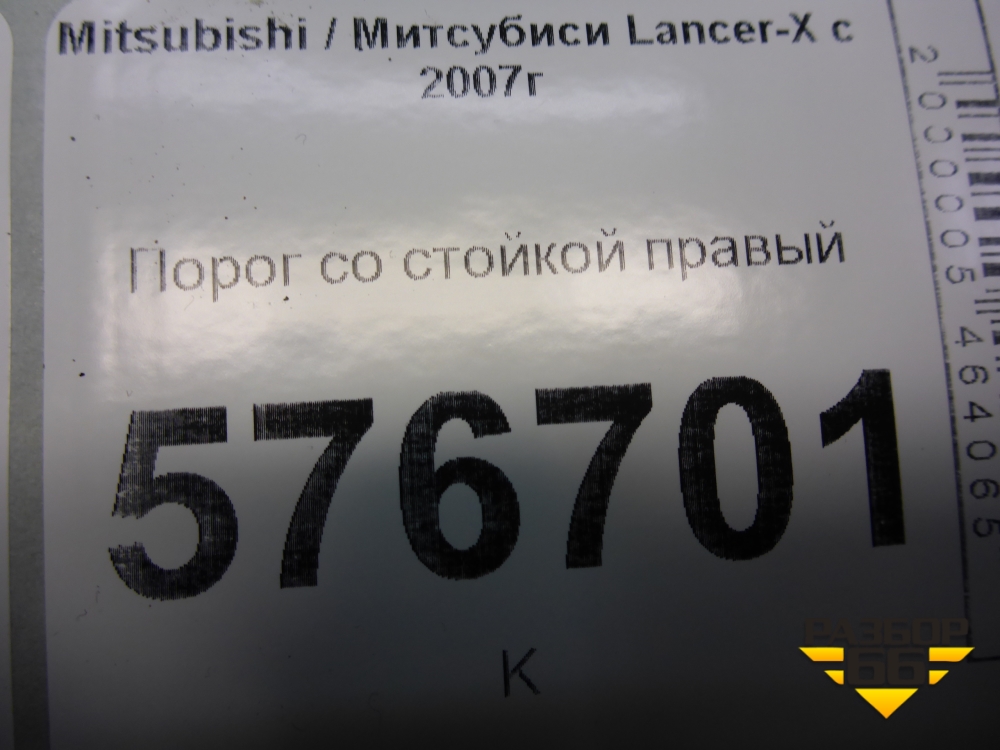 Mitsubishi / Митсубиси Lancer-X с
2007г
Порог со стойкой правый
576701
К
2000005464065
РАЗБОР
66